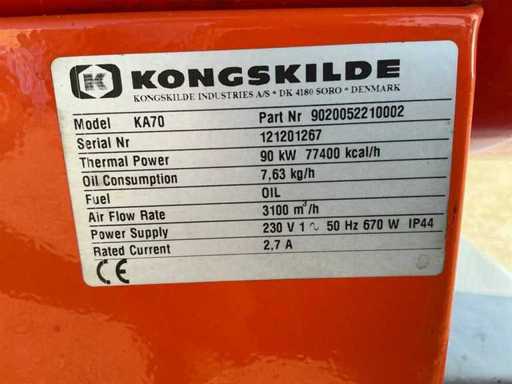 K KONGSKILDE
KONGSKILDE INDUSTRIES A/S * DK 4180 SORO * DENMARK
Model KA70 Part Nr 9020052210002
Serial Nr 121201267
Thermal Power 90 kW 77400 kcal/h
Oil Consumption 7,63 kg/h
Fuel OIL
Air Flow Rate 3100 m³/h
Power Supply 230 V 1~ 50 Hz 670 W IP44
Rated Current 2,7 A
CE